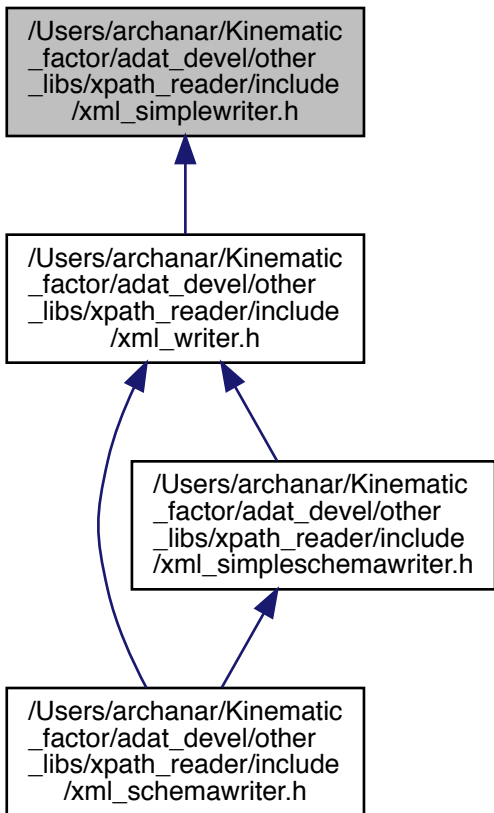 /Users/archanar/Kinematic
_factor/adat_devel/other
_libs/xpath_reader/include
/xml_simplewriter.h
/Users/archanar/Kinematic
_factor/adat_devel/other
_libs/xpath_reader/include
/xml_writer.h
/Users/archanar/Kinematic
_factor/adat_devel/other
_libs/xpath_reader/include
/xml_simpleschemawriter.h
/Users/archanar/Kinematic
_factor/adat_devel/other
_libs/xpath_reader/include
/xml_schemawriter.h